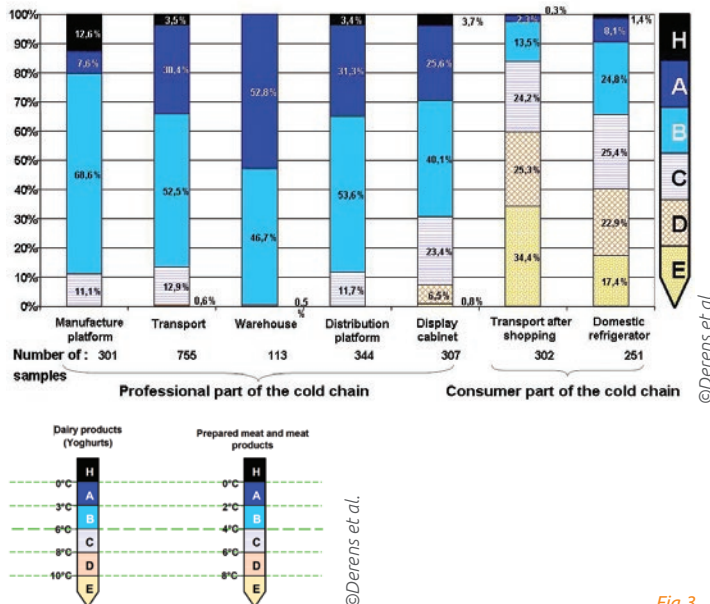 100%
90%
80%
70%
60%
50%
40%
30%
20%
10%
0%
12,6%
7,6%
68,6%
11,1%
3,5%
30,4%
52,5%
12,9%
0,6%
52,8%
46,7%
0,5
%
3,4%
31,3%
53,6%
11,7%
3,7%
25,6%
40,1%
23,4%
6,5%
0,8%
0,3%
2,3%
13,5%
24,2%
25,3%
34,4%
1,4%
8,1%
24,8%
25,4%
22,9%
17,4%
H
A
B
C
D
E
Manufacture platform
Transport
Warehouse
Distribution platform
Display cabinet
Transport after shopping
Domestic refrigerator
Number of : 301 755 113 344 307 302 251
samples
Professional part of the cold chain
Consumer part of the cold chain
©Derens et al.
Dairy products
(Yoghurts)
H
0°C
A
3°C
B
6°C
C
8°C
D
10°C
E
Prepared meat and meat
products
H
0°C
A
2°C
B
4°C
C
6°C
D
8°C
E
©Derens et al.
Fig 3